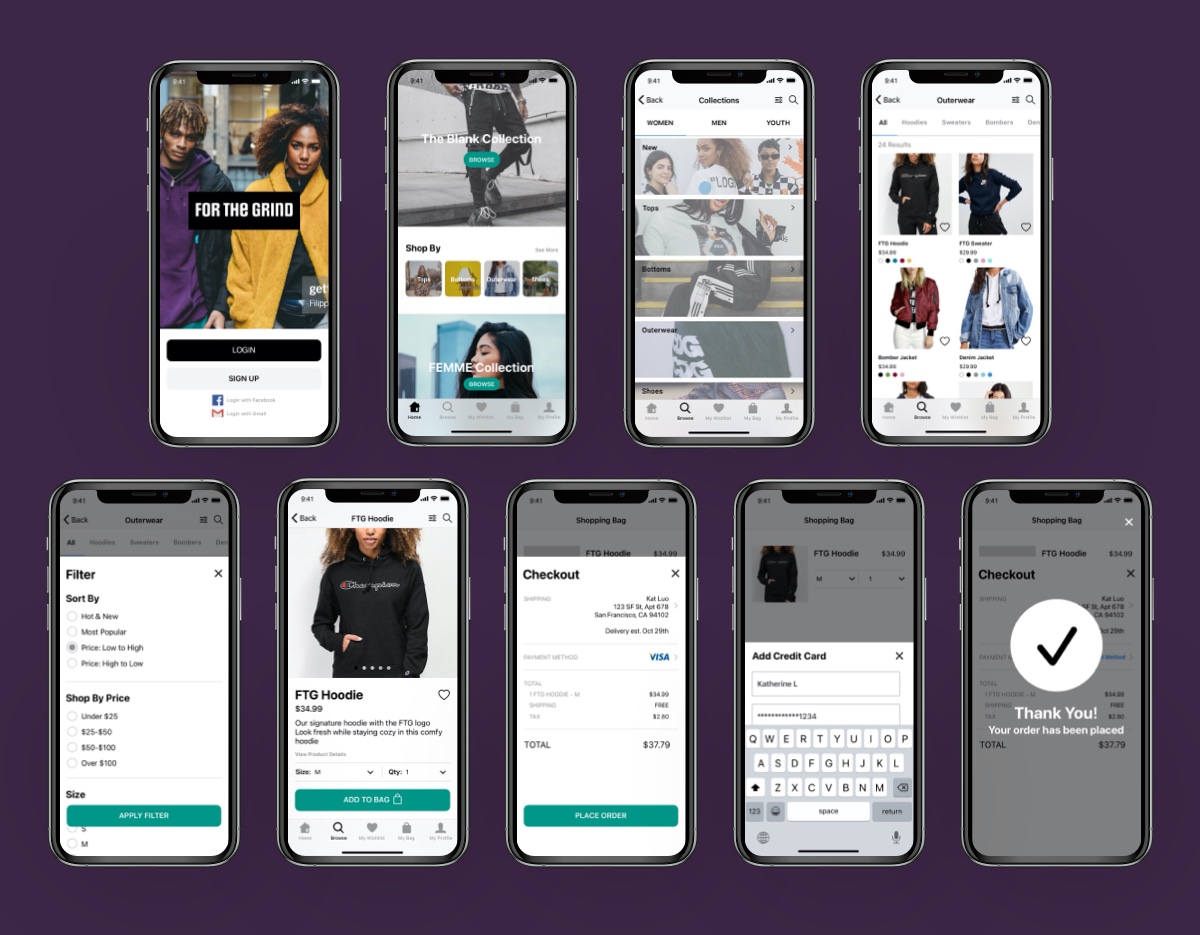 9:41
FOR THE GRIND
gett
Filipp
LOGIN
SIGN UP
Login with Facebook
Login with Gmail
9:41
The Blank Collection
BROWSE
Shop By
See More
Tops
Bottoms
Outerwear
Shoes
FEMME Collection
BROWSE
Home
Browse
My Wishlist
My Bag
My Profile
9:41
Back
Collections
WOMEN
MEN
YOUTH
New
"LOG
Tops
Bottoms
Outerwear
Shoes
Home
Browse
My Wishlist
My Bag
My Profile
9:41
Back
Outerwear
All
Hoodies
Sweaters
Bombers
Den
24 Results
FTG Hoodie
$34.99
FTG Sweater
$29.99
Bomber Jacket
$34.99
Denim Jacket
$29.99
Home
Browse
My Wishlist
My Bag
My Profile
9:41
Back
Outerwear
All
Hoodies
Sweaters
Bombers
Den
Filter
Sort By
Hot & New
Most Popular
Price: Low to High
Price: High to Low
Shop By Price
Under $25
$25-$50
$50-$100
Over $100
Size
APPLY FILTER
S
M
9:41
Back
FTG Hoodie
Champion
FTG Hoodie
$34.99
Our signature hoodie with the FTG logo
Look fresh while staying cozy in this comfy
hoodie
View Product Details
Size: M
Qty: 1
ADD TO BAG
Home
Browse
My Wishlist
My Bag
My Profile
9:41
Shopping Bag
FTG Hoodie $34.99
Checkout
SHIPPING
Kat Luo
123 SF St, Apt 678
San Francisco, CA 94102
Delivery est. Oct 29th
PAYMENT METHOD
VISA
TOTAL
1 FTG HOODIE - M $34.99
SHIPPING FREE
TAX $2.80
TOTAL $37.79
PLACE ORDER
9:41
Shopping Bag
FTG Hoodie $34.99
M
1
Add Credit Card
Katherine L
************1234
Q W E R T Y U I O P
A S D F G H J K L
Z X C V B N M
123
space
return
9:41
Shopping Bag
FTG Hoodie $34.99
Checkout
SHIPPING
SF St, Apt 678
sco, CA 94102
Oct 29th
PAYMENT M
d Method
TOTAL
1 FTG HOODIE - M $34.99
SHIPPING FREE
TAX $2.80
Thank You!
Your order has been placed
TOTAL $37.79